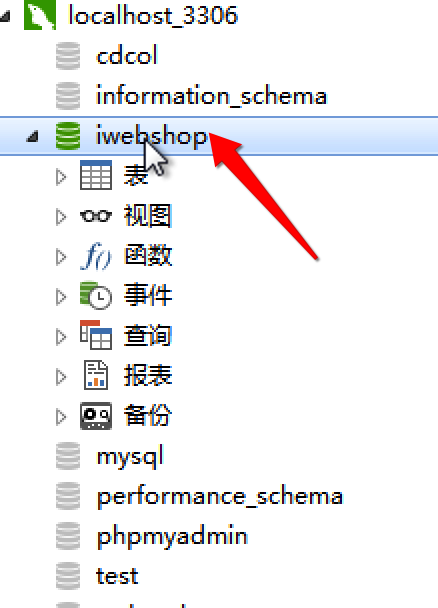 localhost_3306
cdcol
information_schema
iwebshop
表
视图
f()
函数
事件
查询
报表
备份
mysql
performance_schema
phpmyadmin
test